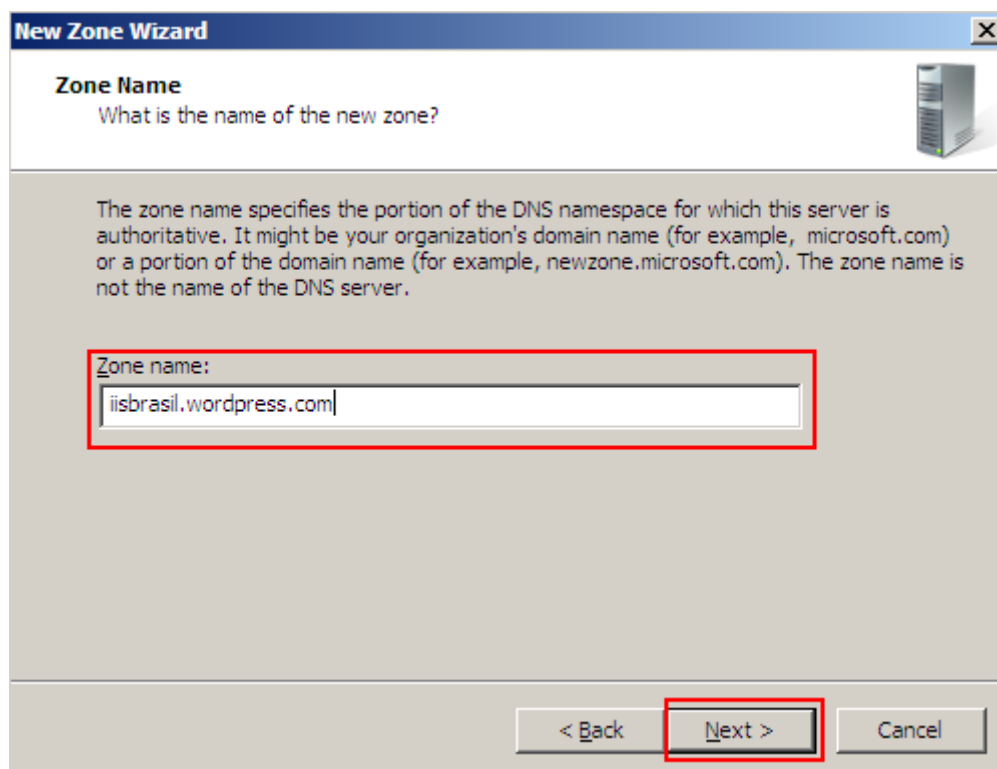 New Zone Wizard
Zone Name
What is the name of the new zone?
The zone name specifies the portion of the DNS namespace for which this server is
authoritative. It might be your organization's domain name (for example, microsoft.com)
or a portion of the domain name (for example, newzone.microsoft.com). The zone name is
not the name of the DNS server.
Zone name:
iisbrasil.wordpress.com
< Back
Next >
Cancel